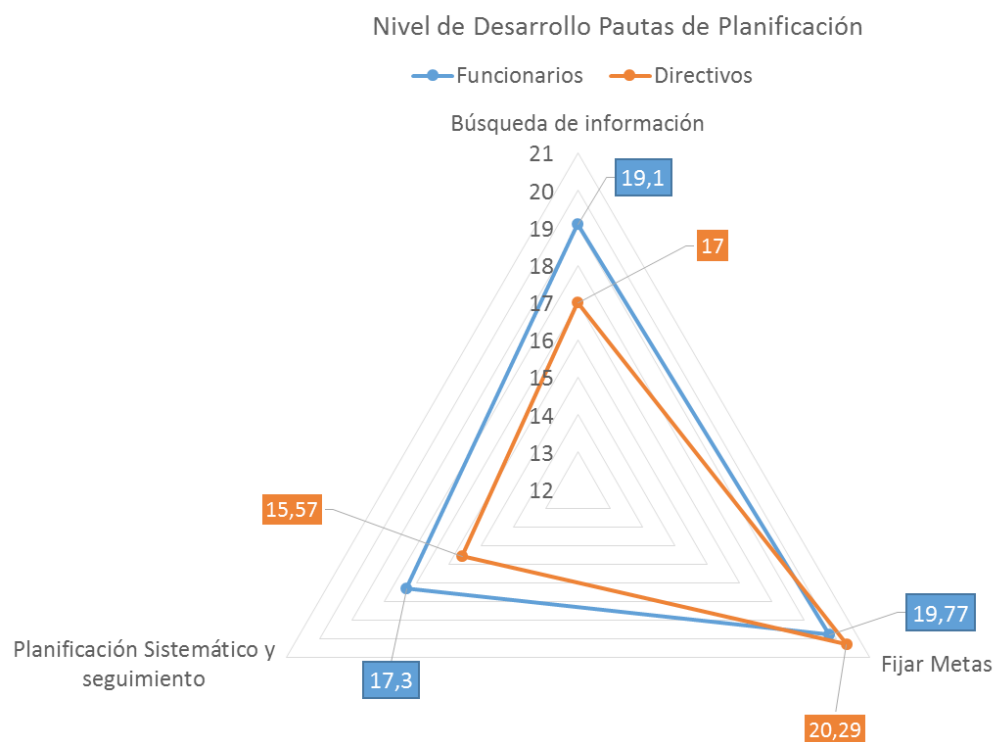 Nivel de Desarrollo Pautas de Planificación
Funcionarios Directivos
Búsqueda de información
21
19,1
20
19
17
18
17
16
15
14
13
12
15,57
19,77
Planificación Sistemático y
seguimiento
Fijar Metas
17,3
20,29